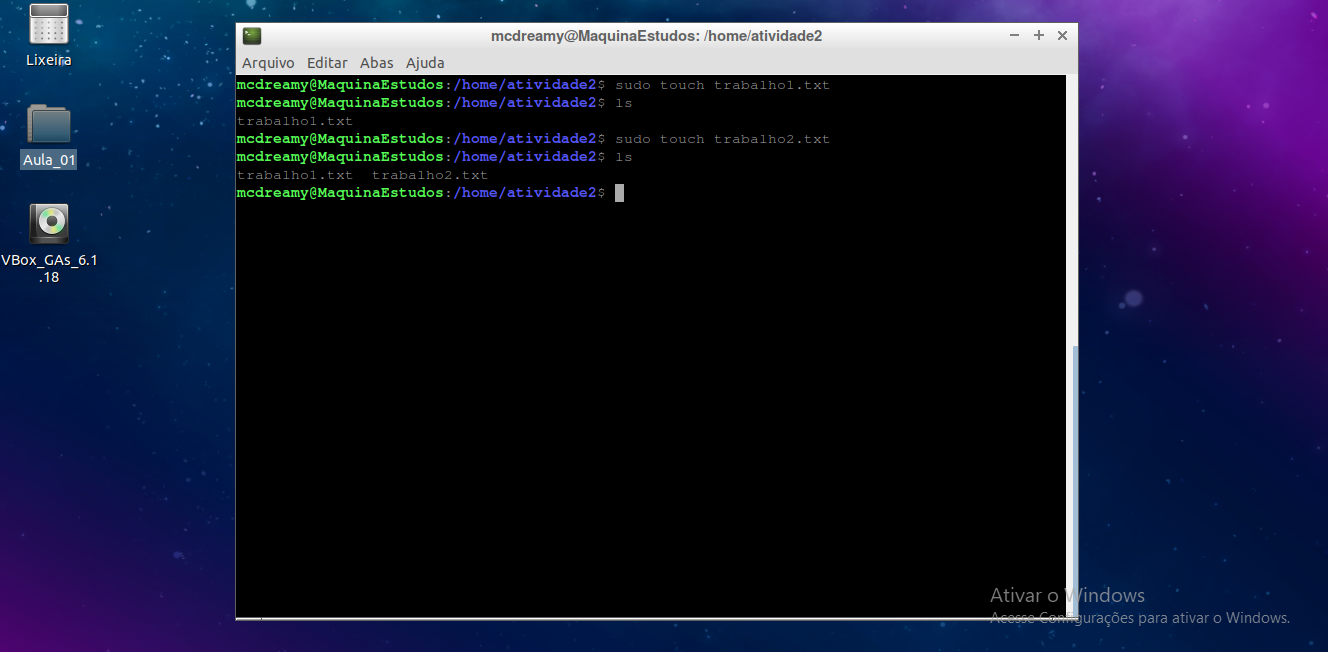 Lixeira
Aula_01
VBox_GAs_6.1
.18
mcdreamy@MaquinaEstudos: /home/atividade2
Arquivo Editar Abas Ajuda
mcdreamy@MaquinaEstudos:/home/atividade2$ sudo touch trabalho1.txt
mcdreamy@MaquinaEstudos:/home/atividade2$ ls
trabalho1.txt
mcdreamy@MaquinaEstudos:/home/atividade2$ sudo touch trabalho2.txt
mcdreamy@MaquinaEstudos:/home/atividade2$ ls
trabalho1.txt  trabalho2.txt
mcdreamy@MaquinaEstudos:/home/atividade2$
Ativar o Windows
Acesse Configurações para ativar o Windows.